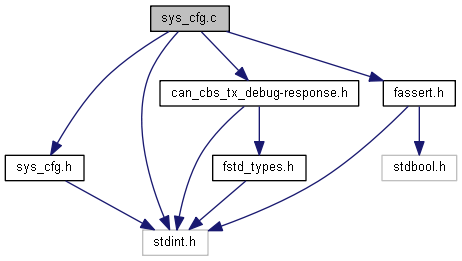 sys_cfg.c
can_cbs_tx_debug-response.h
fassert.h
sys_cfg.h
fstd_types.h
stdbool.h
stdint.h